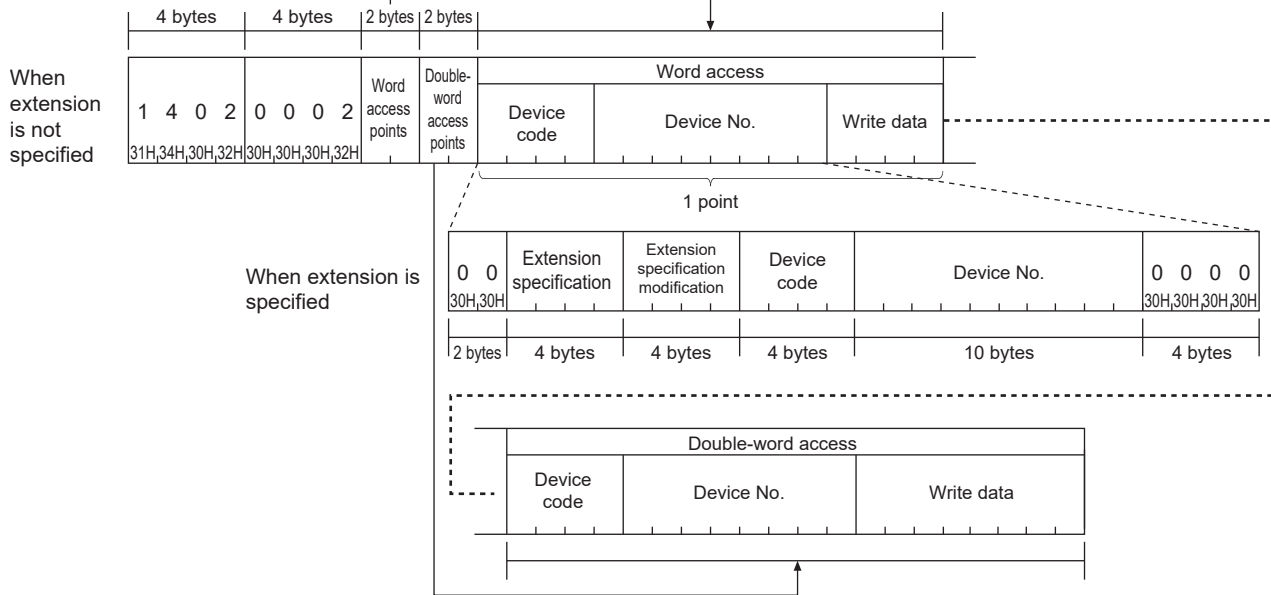 4 bytes 4 bytes 2 bytes 2 bytes
When
extension
is not
specified
1 4 0 2 0 0 0 2
31H 34H 30H 32H 30H 30H 30H 32H
Word
access
points
Double-
word
access
points
Word access
Device
code
Device No.
Write data
1 point
When extension is
specified
0 0
30H 30H
Extension
specification
Extension
specification
modification
Device
code
Device No.
0 0 0 0
30H 30H 30H 30H
2 bytes 4 bytes 4 bytes 4 bytes 10 bytes 4 bytes
Double-word access
Device
code
Device No.
Write data